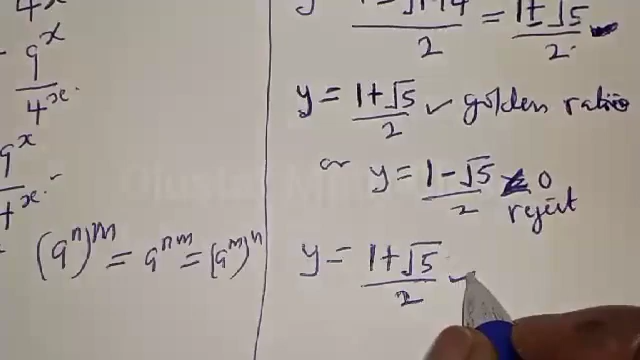 4^x
9^x
4^x.
9^x
4^x.
(a^n)^m = a^{nm} = (a^m)^n
2 = 1±√5
2.
y = 1+√5 ✓ golden ratio
2
or y = 1-√5 < 0
2 reject
y = 1+√5 ✓
2